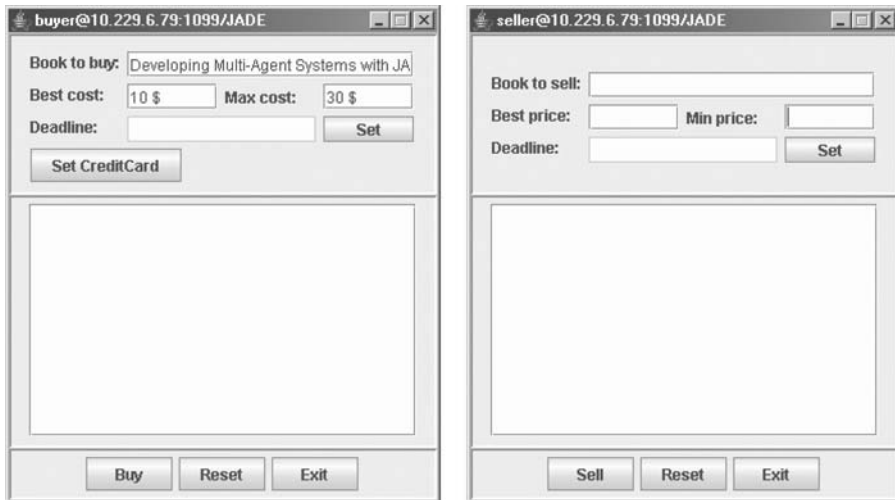 buyer@10.229.6.79:1099/JADE
Book to buy: Developing Multi-Agent Systems with JA
Best cost: 10 $ Max cost: 30 $
Deadline: Set
Set CreditCard
Buy Reset Exit
seller@10.229.6.79:1099/JADE
Book to sell:
Best price: Min price:
Deadline: Set
Sell Reset Exit